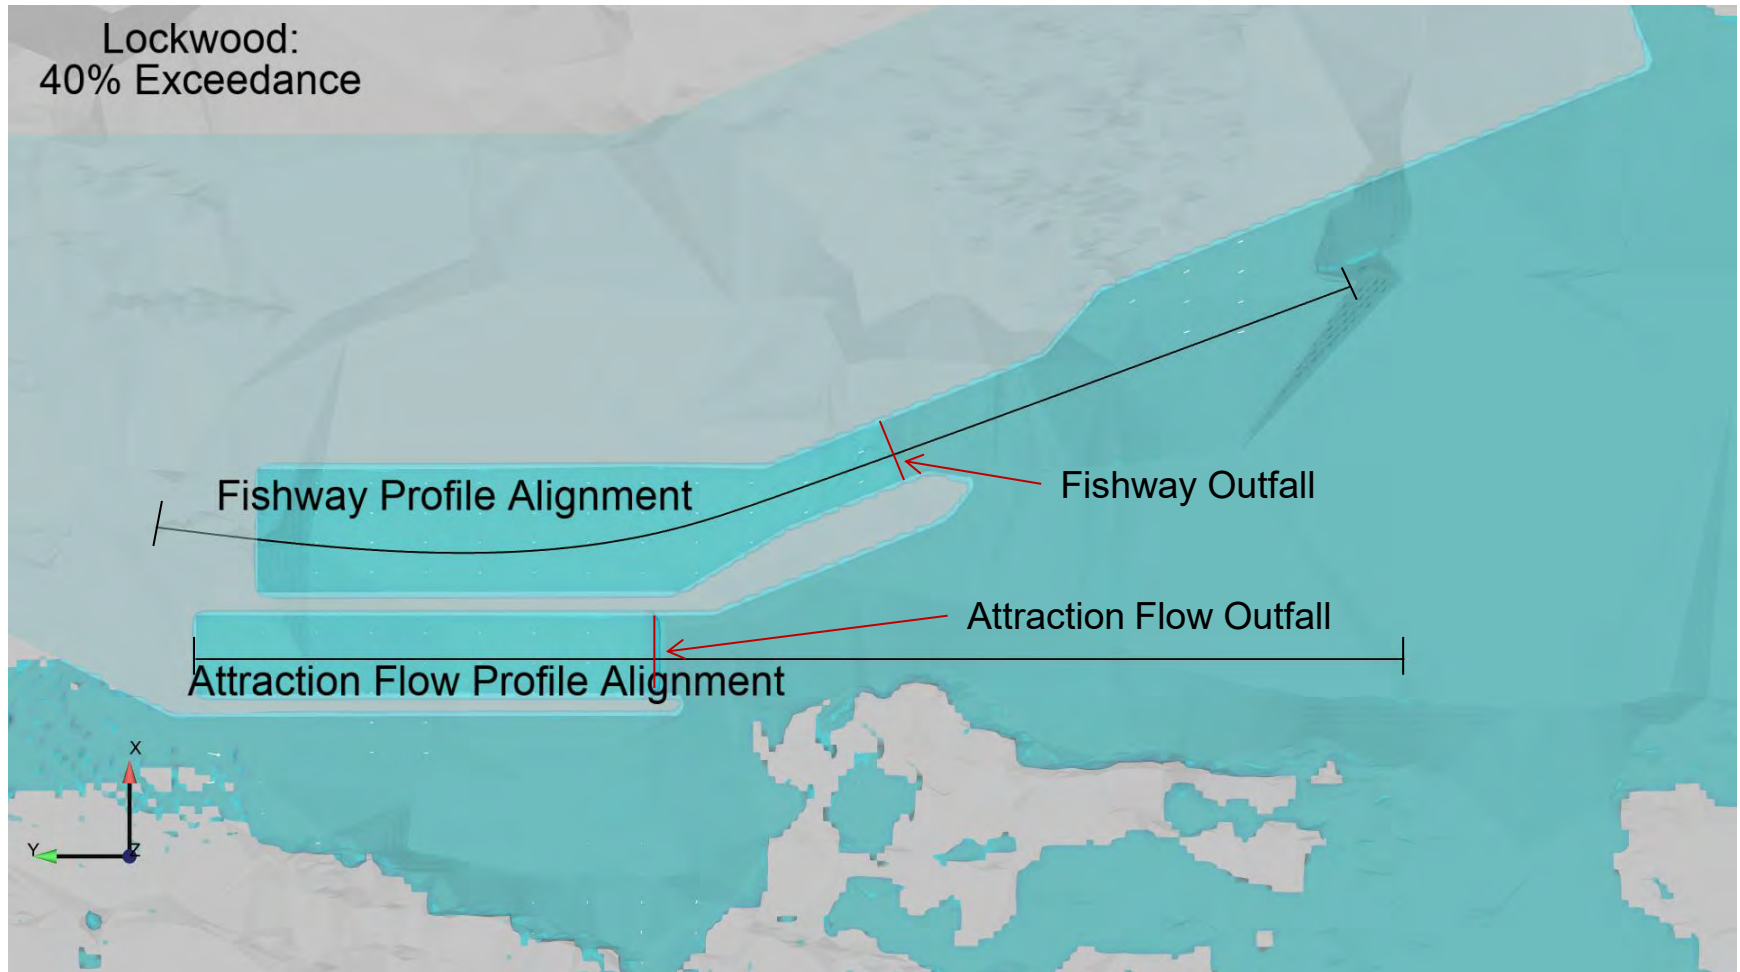 Lockwood:
40% Exceedance
Fishway Profile Alignment
Fishway Outfall
Attraction Flow Outfall
Attraction Flow Profile Alignment
X
Y
Z